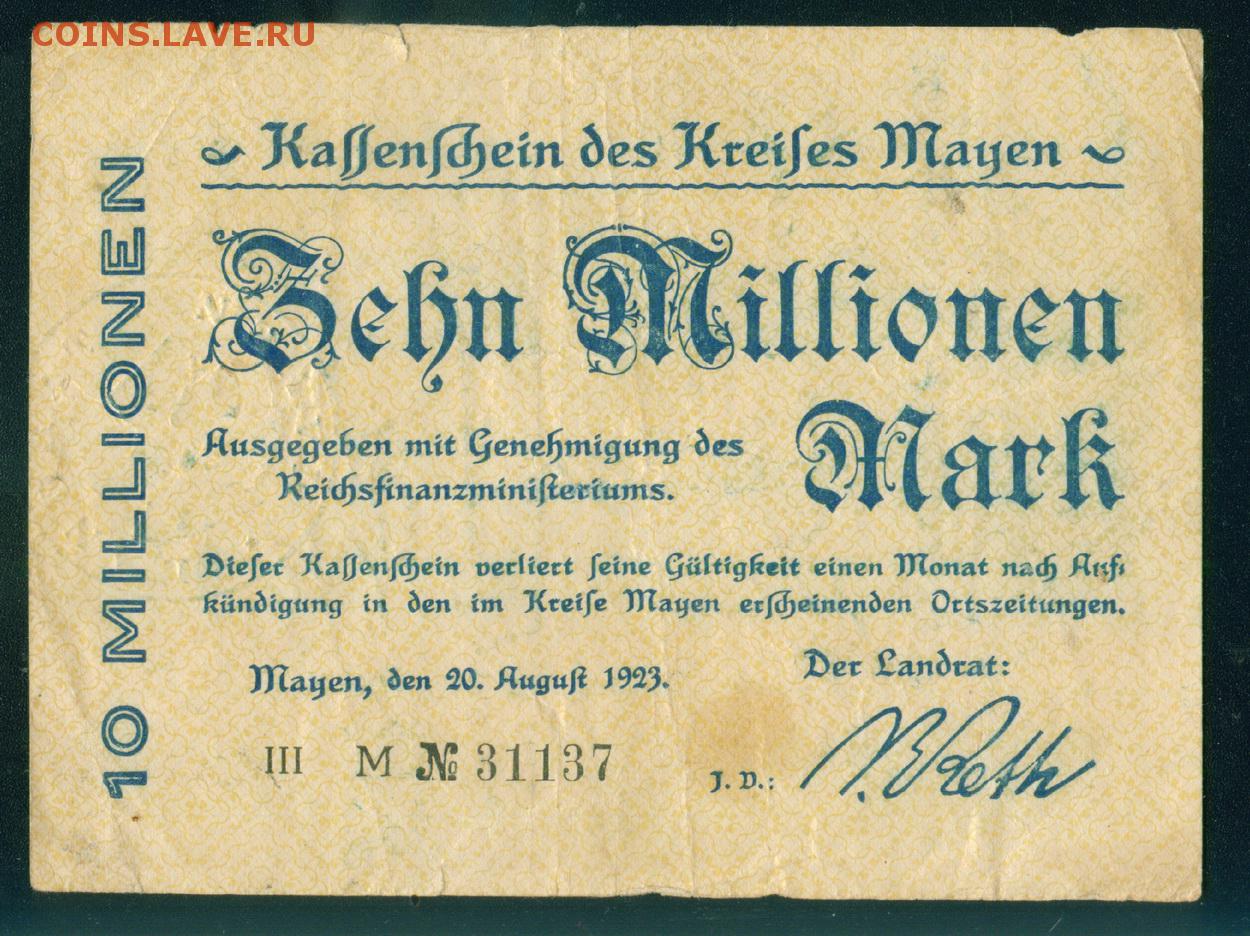 COINS.LAVE.RU
Kaſſenſchein des Kreiſes Mayen
Zehn Millionen
Mark
Ausgegeben mit Genehmigung des
Reichsfinanzminiſteriums.
Dieſer Kaſſenſchein verliert ſeine Gültigkeit einen Monat nach Auf-
kündigung in den im Kreiſe Mayen erſcheinenden Ortszeitungen.
Mayen, den 20. Auguſt 1923.
Der Landrat:
III M № 31137
J. V.:
10 MILLIONEN